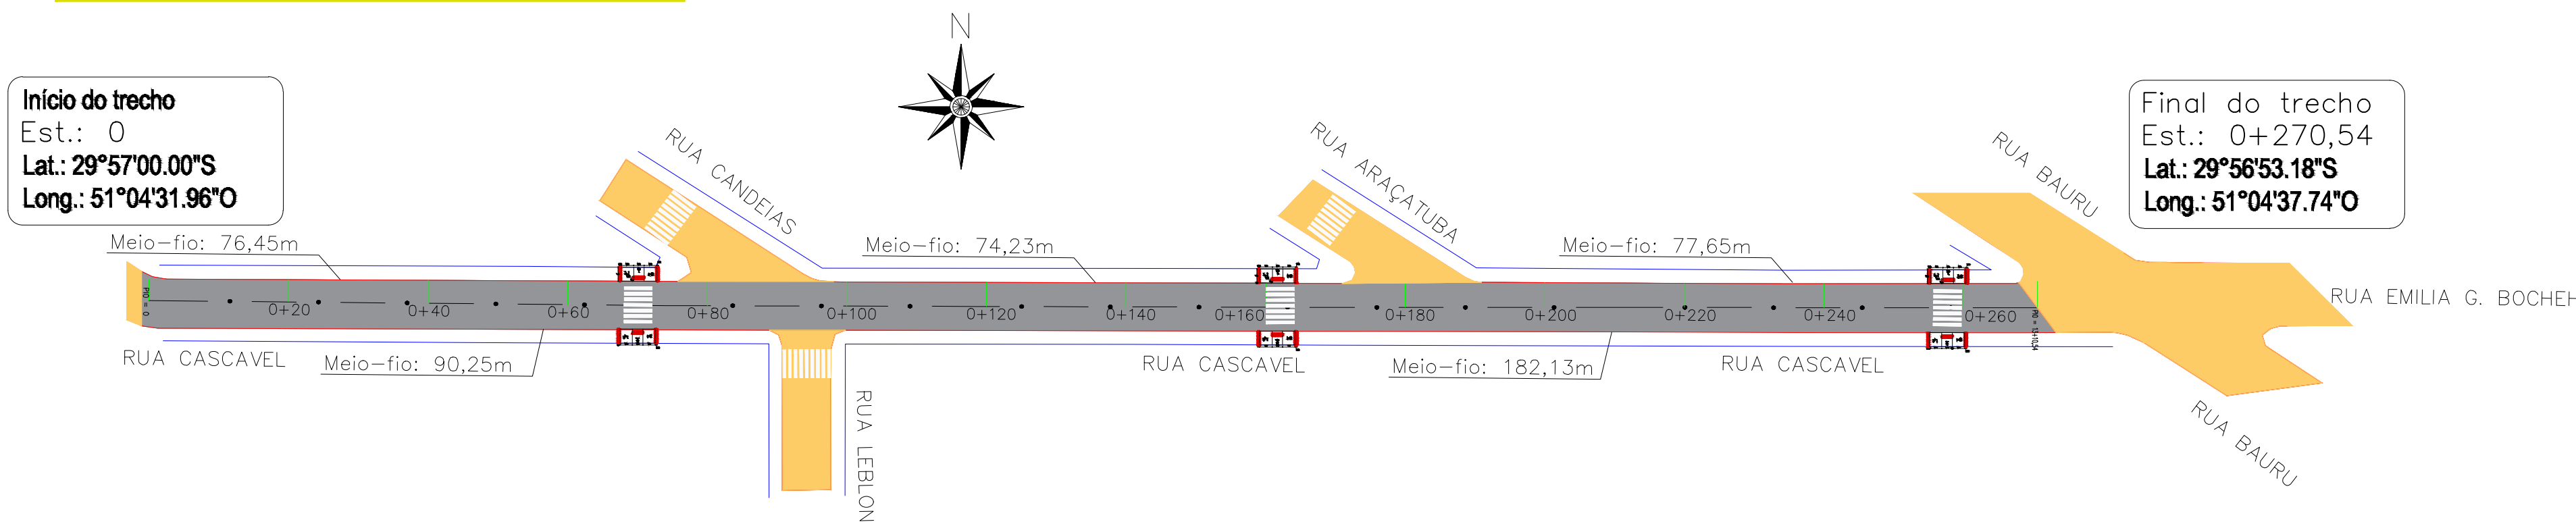 N
Início do trecho
Est.: 0
Lat.: 29°57'00.00"S
Long.: 51°04'31.96"O
Final do trecho
Est.: 0+270,54
Lat.: 29°56'53.18"S
Long.: 51°04'37.74"O
RUA CANDEIAS
RUA ARAÇATUBA
RUA BAURU
Meio-fio: 76,45m
Meio-fio: 74,23m
Meio-fio: 77,65m
RUA EMILIA G. BOCHEH
0+20
0+40
0+60
0+80
0+100
0+120
0+140
0+160
0+180
0+200
0+220
0+240
0+260
RUA CASCAVEL
Meio-fio: 90,25m
RUA CASCAVEL
Meio-fio: 182,13m
RUA CASCAVEL
RUA LEBLON
RUA BAURU